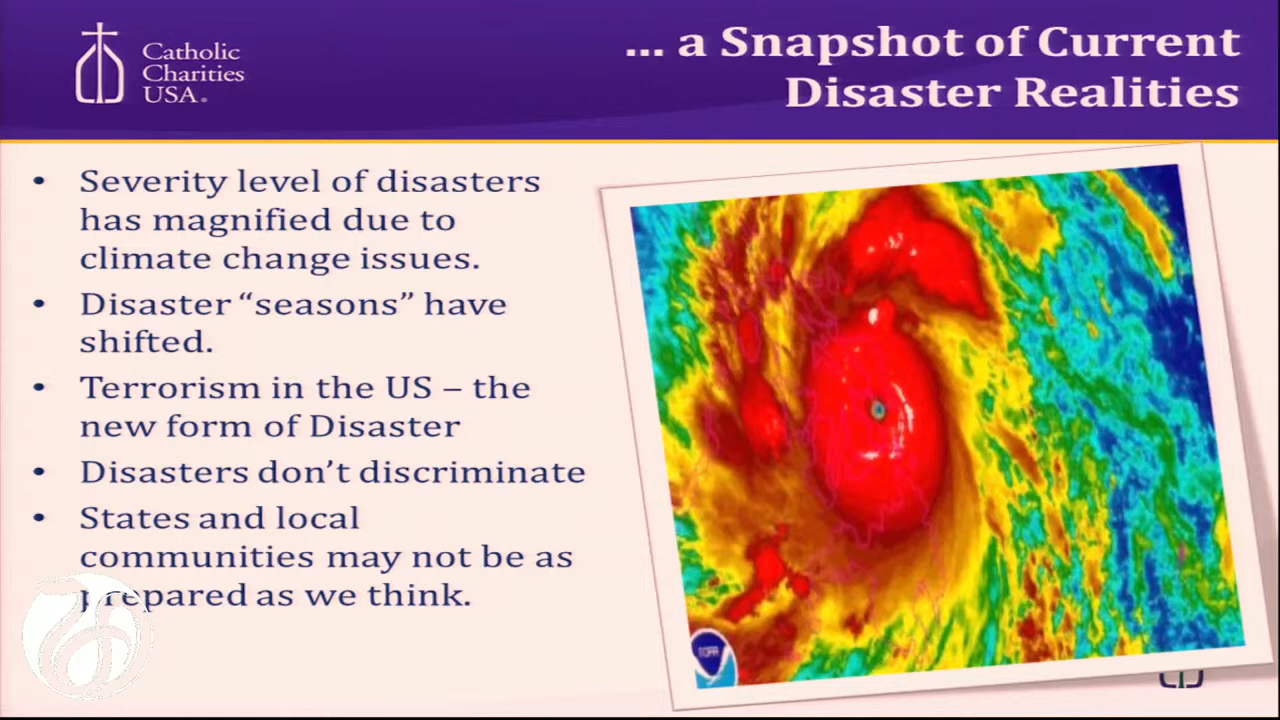 Catholic
Charities
USA®
... a Snapshot of Current
Disaster Realities
• Severity level of disasters
has magnified due to
climate change issues.
• Disaster “seasons” have
shifted.
• Terrorism in the US – the
new form of Disaster
• Disasters don’t discriminate
• States and local
communities may not be as
prepared as we think.